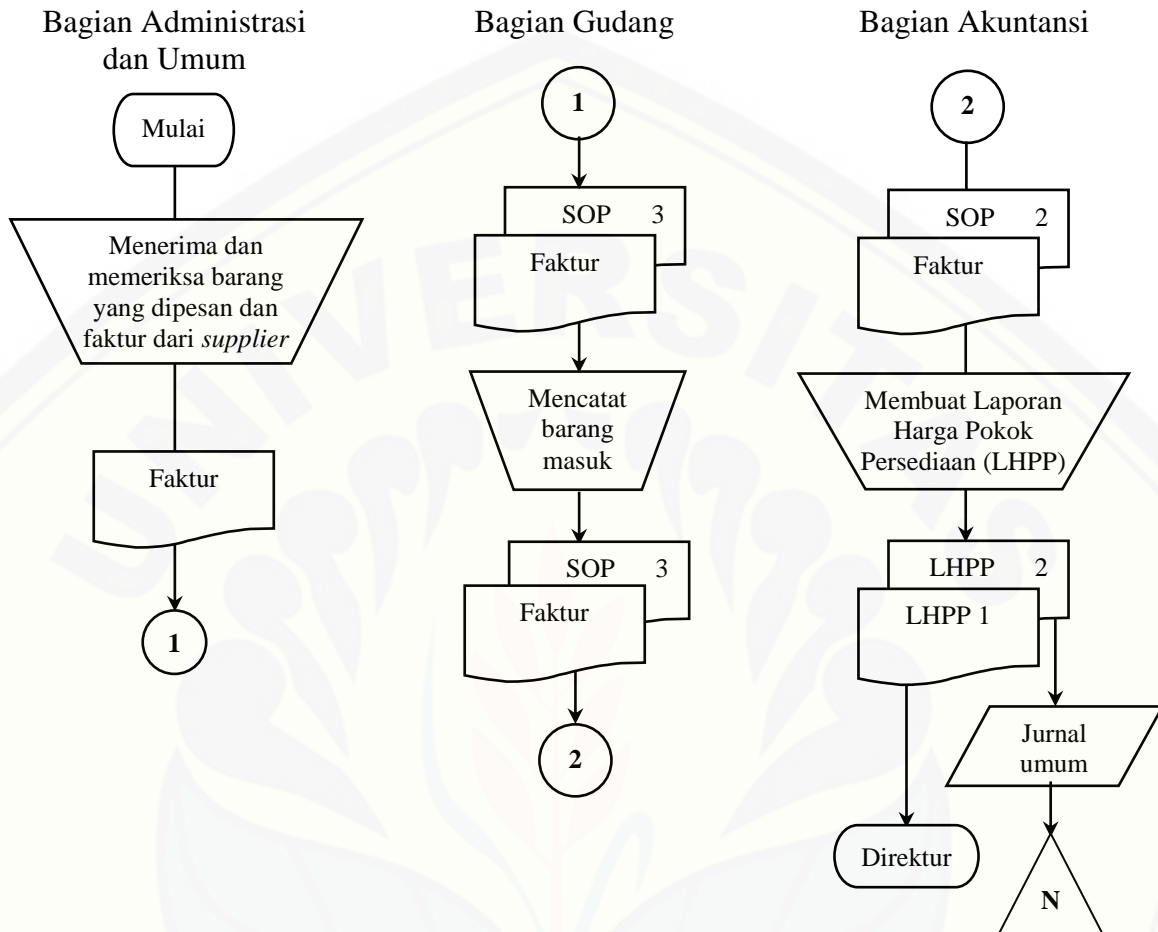 Bagian Administrasi
dan Umum
Mulai
Menerima dan
memeriksa barang
yang dipesan dan
faktur dari supplier
Faktur
1
Bagian Gudang
1
SOP 3
Faktur
Mencatat
barang
masuk
SOP 3
Faktur
2
Bagian Akuntansi
2
SOP 2
Faktur
Membuat Laporan
Harga Pokok
Persediaan (LHPP)
LHPP 2
LHPP 1
Jurnal
umum
Direktur
N
UNIVERSITAS